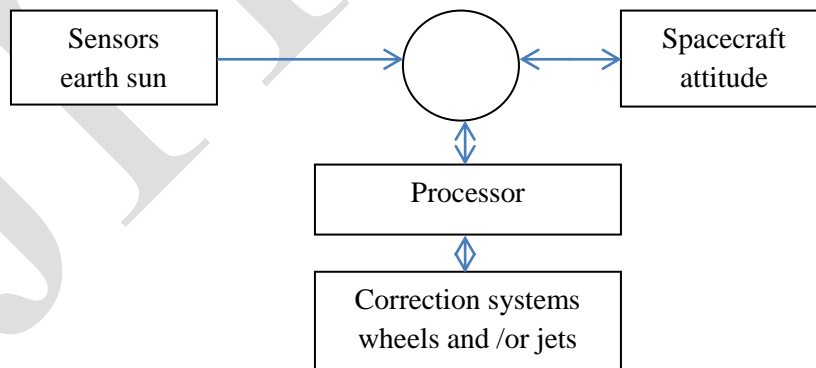 Sensors
earth sun
Spacecraft
attitude
Processor
Correction systems
wheels and /or jets